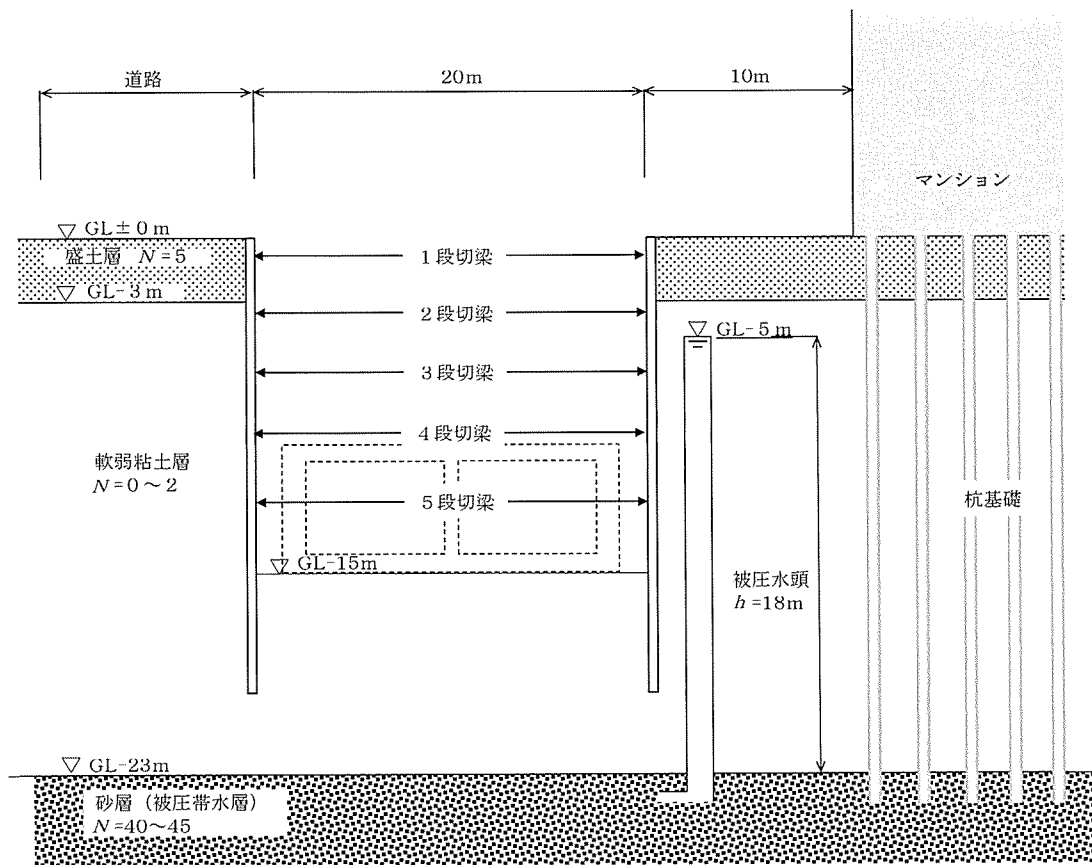 道路
20m
10m
マンション
GL±0m
盛土層 N=5
GL-3m
1段切梁
2段切梁
3段切梁
4段切梁
5段切梁
GL-5m
軟弱粘土層
N=0～2
GL-15m
被圧水頭
h=18m
杭基礎
GL-23m
砂層（被圧帯水層）
N=40～45